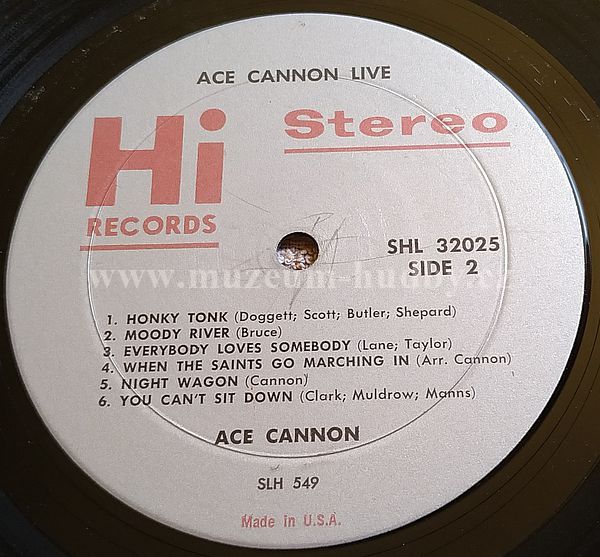 ACE CANNON LIVE
Hi Stereo
RECORDS
SHL 32025
SIDE 2
www.muzeum-hudby.cz
1. HONKY TONK (Doggett; Scott; Butler; Shepard)
2. MOODY RIVER (Bruce)
3. EVERYBODY LOVES SOMEBODY (Lane; Taylor)
4. WHEN THE SAINTS GO MARCHING IN (Arr. Cannon)
5. NIGHT WAGON (Cannon)
6. YOU CAN'T SIT DOWN (Clark; Muldrow; Manns)
ACE CANNON
SLH 549
Made in U.S.A.